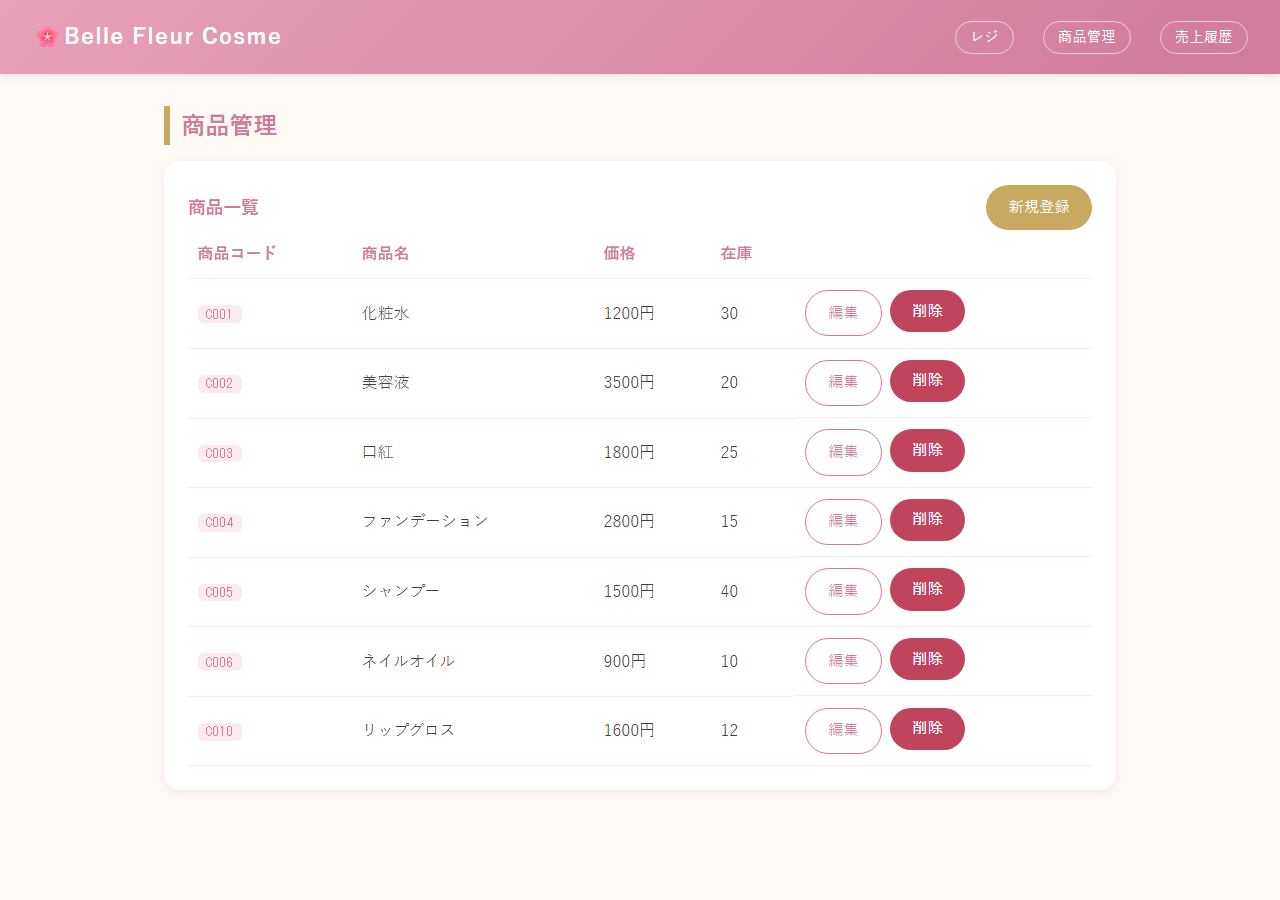 🌸 Belle Fleur Cosme レジ 商品管理 売上履歴
商品管理
商品一覧 新規登録
商品コード 商品名 価格 在庫
C001 化粧水 1200円 30 編集 削除
C002 美容液 3500円 20 編集 削除
C003 口紅 1800円 25 編集 削除
C004 ファンデーション 2800円 15 編集 削除
C005 シャンプー 1500円 40 編集 削除
C006 ネイルオイル 900円 10 編集 削除
C010 リップグロス 1600円 12 編集 削除